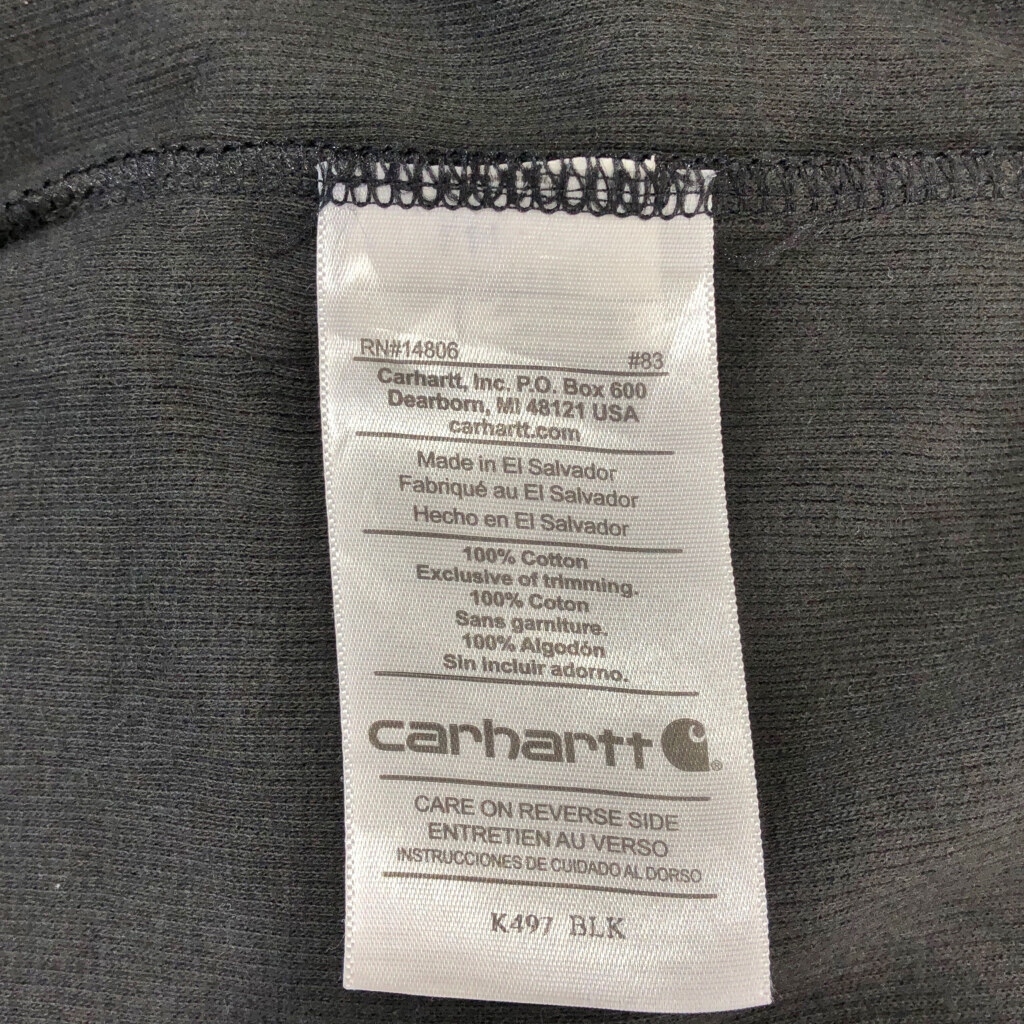 RN#14806 #83
Carhartt, Inc. P.O. Box 600
Dearborn, MI 48121 USA
carhartt.com
Made in El Salvador
Fabriqué au El Salvador
Hecho en El Salvador
100% Cotton
Exclusive of trimming.
100% Coton
Sans garniture.
100% Algodón
Sin incluir adorno.
carhartt
CARE ON REVERSE SIDE
ENTRETIEN AU VERSO
INSTRUCCIONES DE CUIDADO AL DORSO
K497 BLK